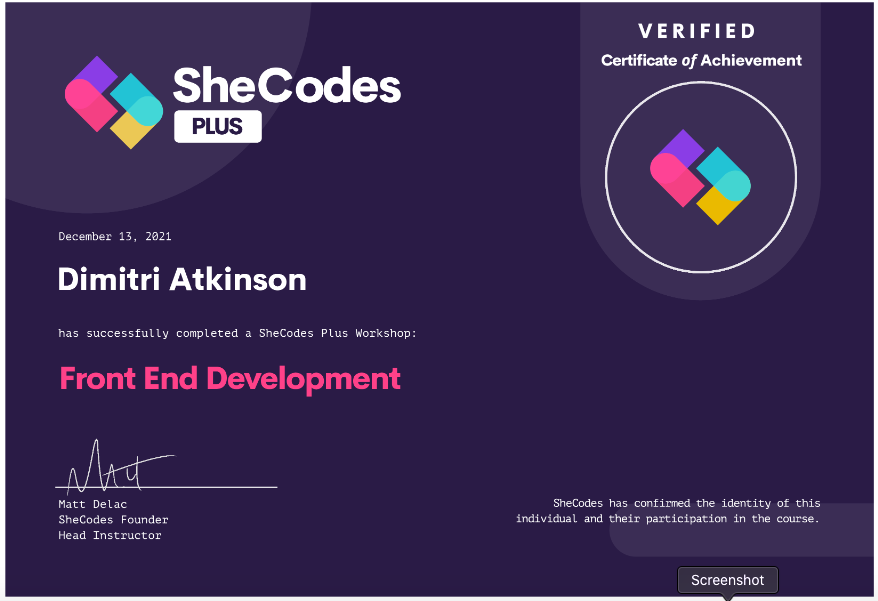 VERIFIED
Certificate of Achievement
SheCodes
PLUS
December 13, 2021
Dimitri Atkinson
has successfully completed a SheCodes Plus Workshop:
Front End Development
Matt Delac
SheCodes Founder
Head Instructor
SheCodes has confirmed the identity of this
individual and their participation in the course.
Screenshot